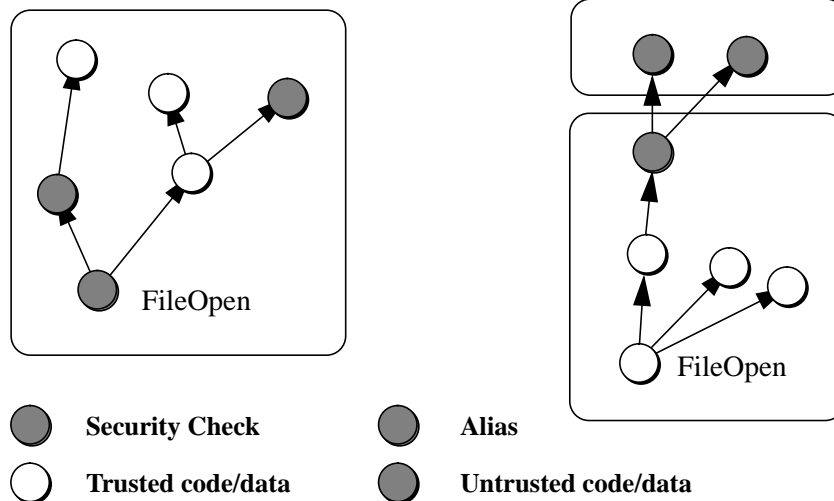 FileOpen
FileOpen
Security Check
Alias
Trusted code/data
Untrusted code/data